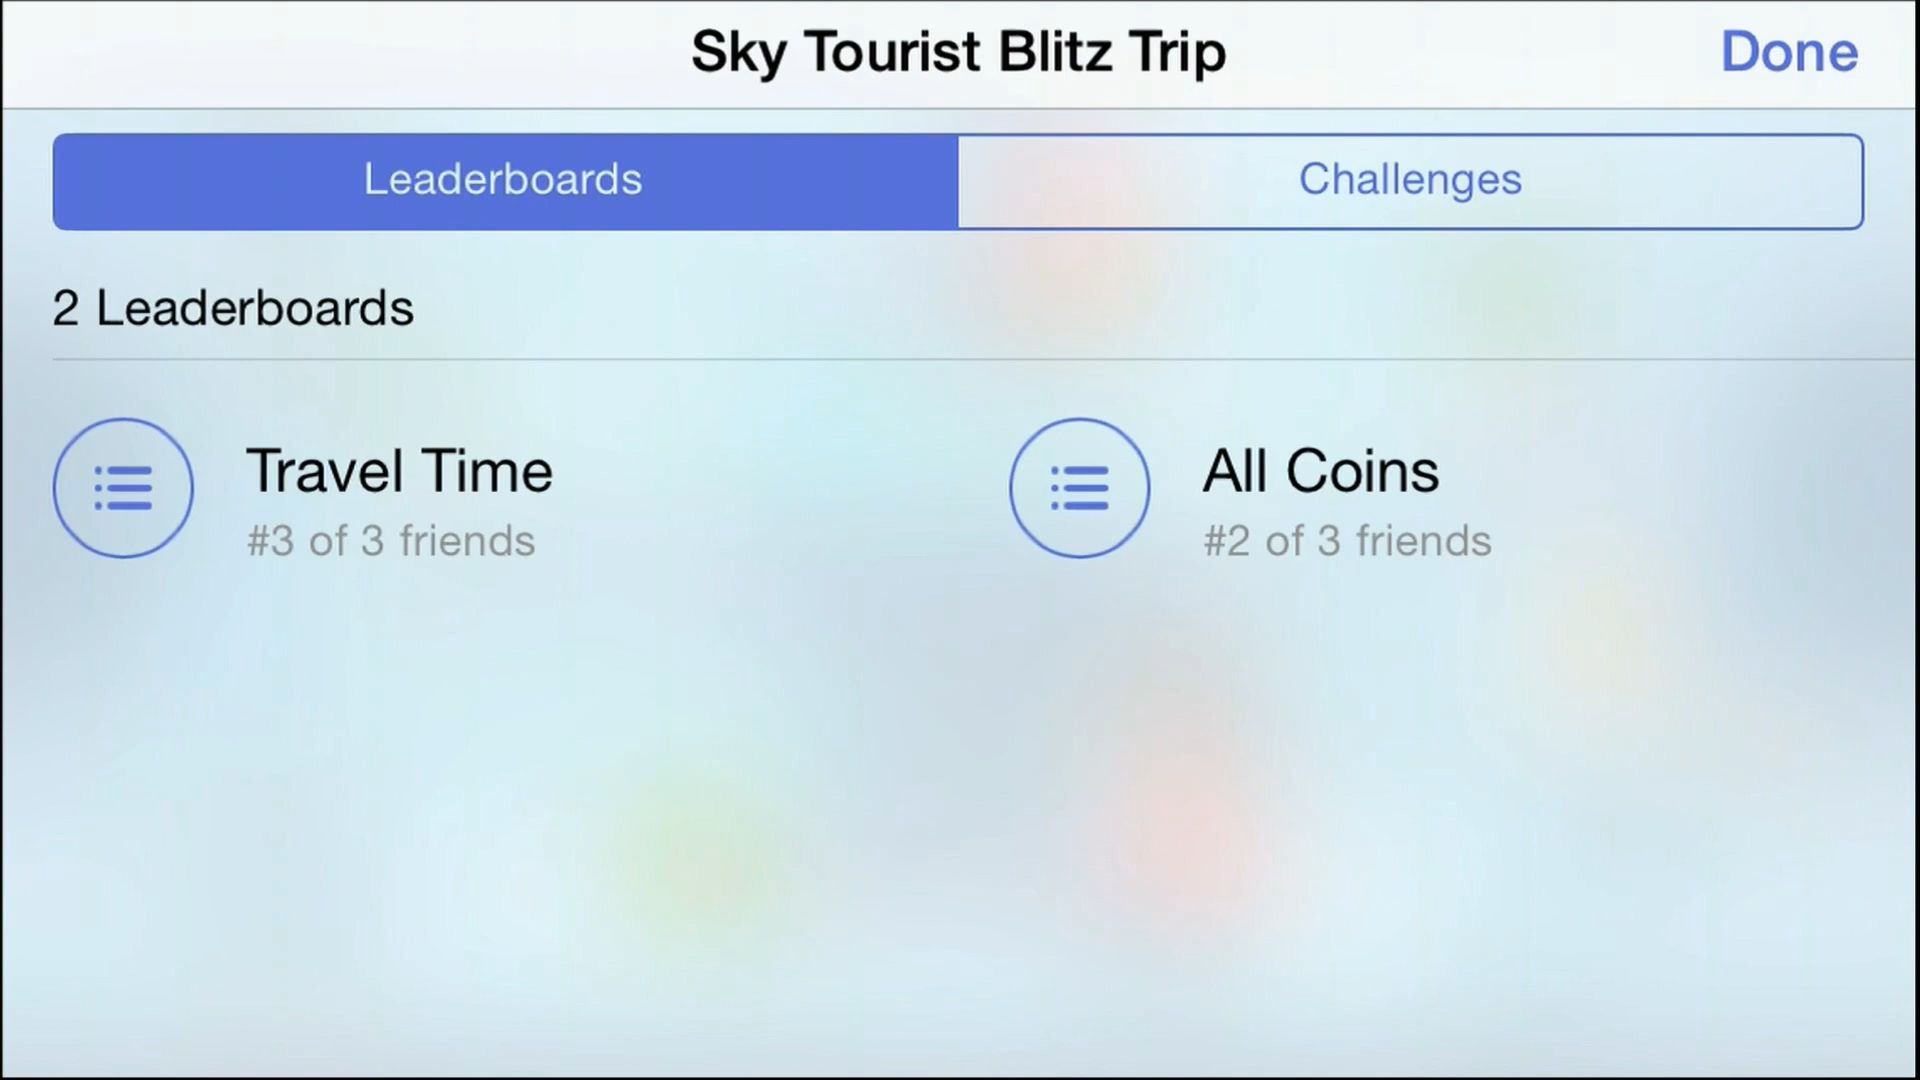 Sky Tourist Blitz Trip
Done
Leaderboards
Challenges
2 Leaderboards
Travel Time
#3 of 3 friends
All Coins
#2 of 3 friends